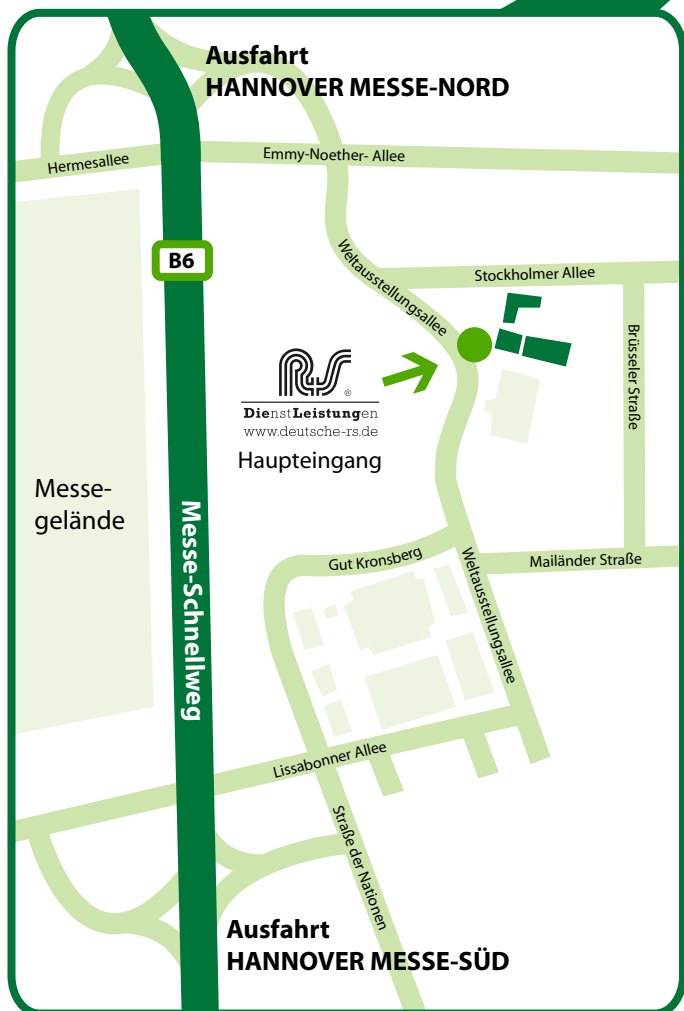 Ausfahrt
HANNOVER MESSE-NORD
Hermesallee
Emmy-Noether- Allee
B6
Weltausstellungsallee
Stockholmer Allee
Brüsseler Straße
R+S
®
DienstLeistungen
www.deutsche-rs.de
Haupteingang
Messe-
gelände
Messe-Schnellweg
Gut Kronsberg
Weltausstellungsallee
Mailänder Straße
Lissabonner Allee
Straße der Nationen
Ausfahrt
HANNOVER MESSE-SÜD